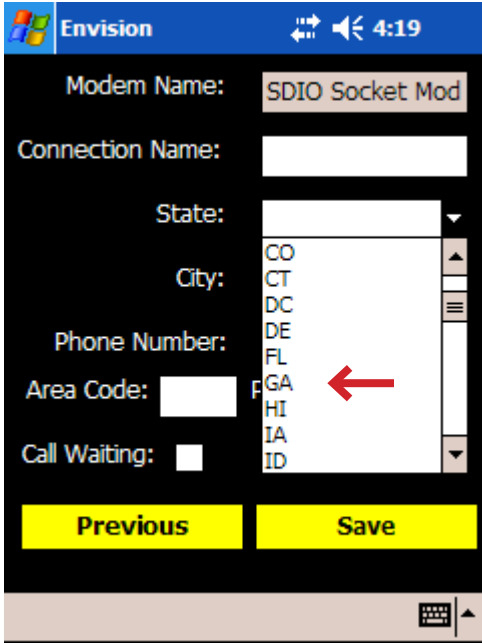 Envision 4:19
Modem Name: SDIO Socket Mod
Connection Name:
State:
CO
CT
City:
DC
DE
Phone Number:
FL
Area Code:
GA
HI
IA
Call Waiting:
ID
Previous Save